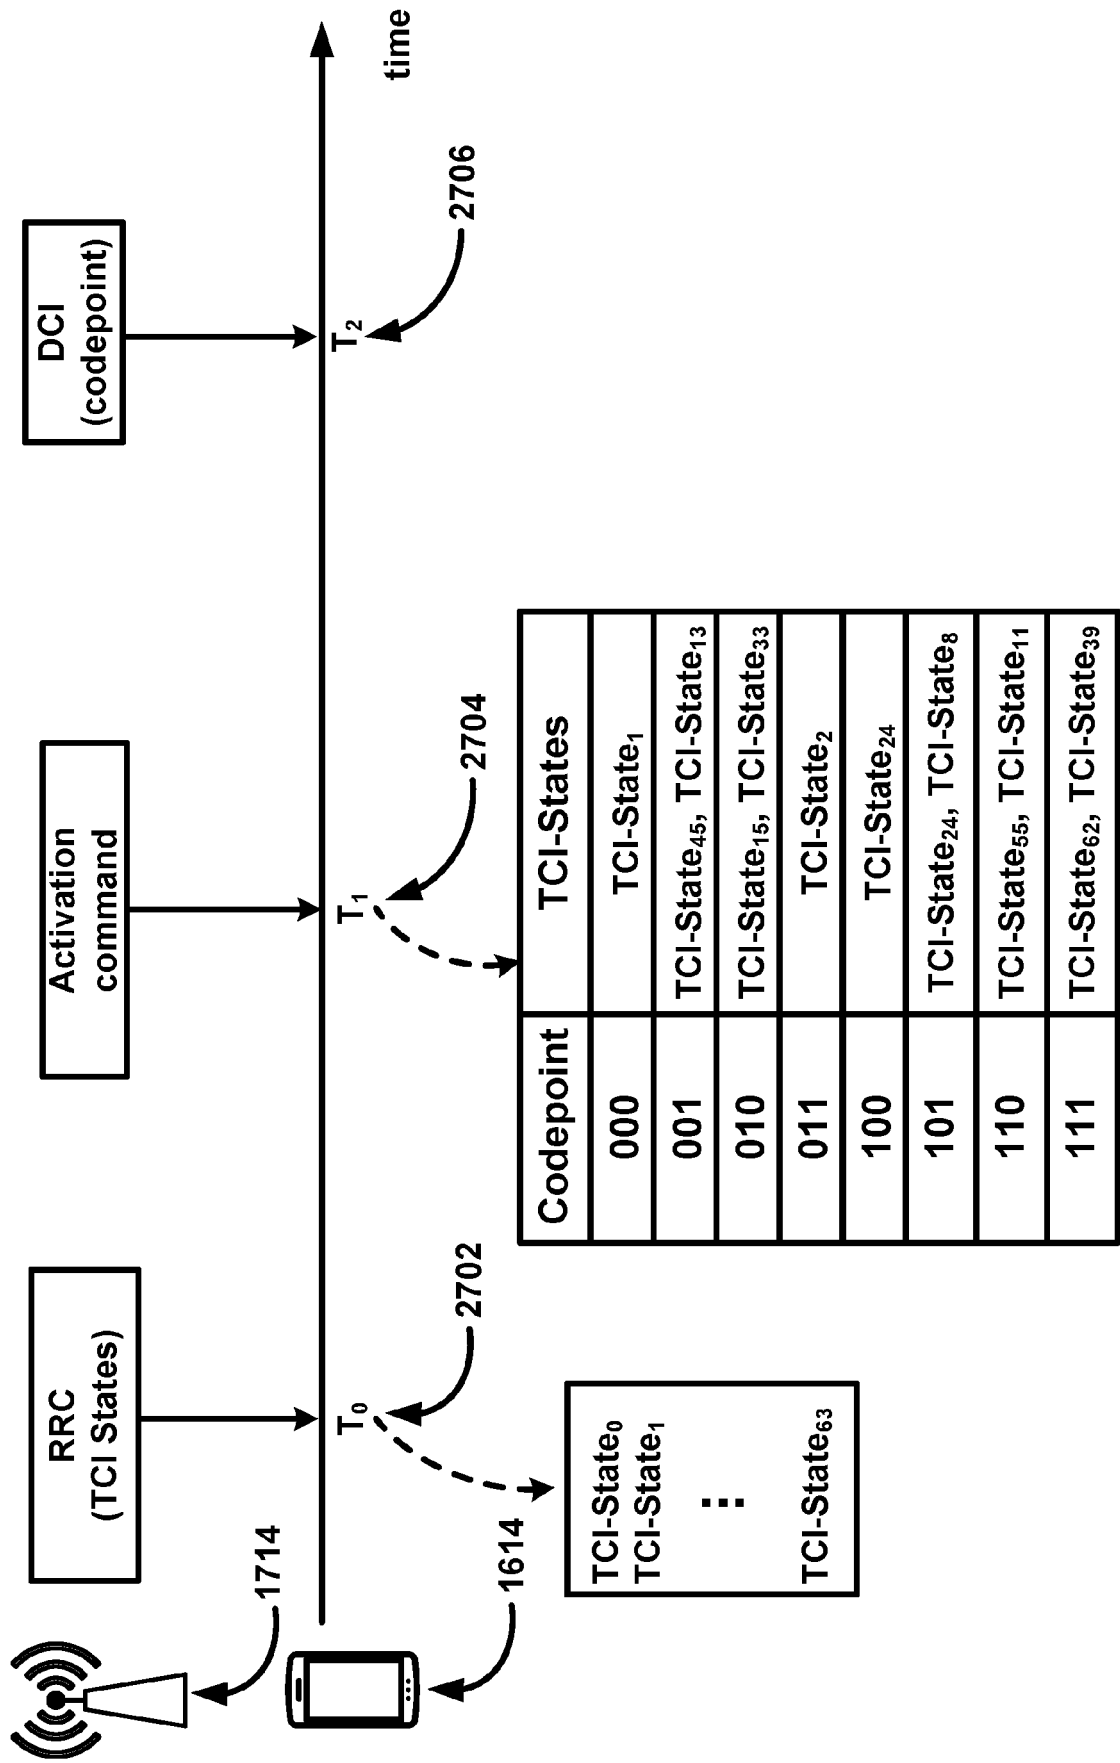 RRC
(TCI States)
Activation
command
DCI
(codepoint)
1714
1614
T0
T1
T2
time
2702
2704
2706
TCI-State0
TCI-State1
...
TCI-State63
Codepoint TCI-States
000 TCI-State1
001 TCI-State45, TCI-State13
010 TCI-State15, TCI-State33
011 TCI-State2
100 TCI-State24
101 TCI-State24, TCI-State8
110 TCI-State55, TCI-State11
111 TCI-State62, TCI-State39